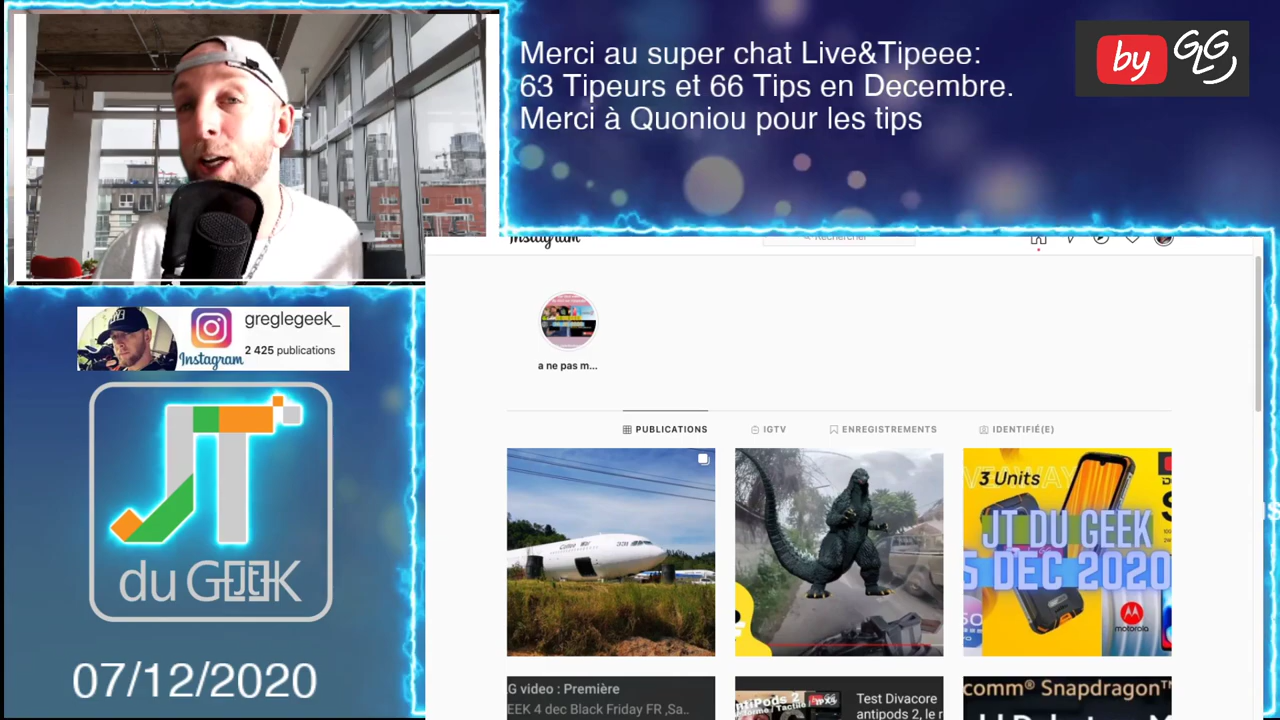 Merci au super chat Live&Tipeee:
63 Tipeurs et 66 Tips en Decembre.
Merci à Quoniou pour les tips
by GLG
Instagram
Rechercher
a ne pas m...
PUBLICATIONS
IGTV
ENREGISTREMENTS
IDENTIFIÉ(E)
greglegeek_
Instagram
2 425 publications
JT
du GEEK
07/12/2020
3 Units
JT DU GEEK
5 DEC 2020
motorola
G video : Première
EEK 4 dec Black Friday FR ,Sa..
Test Divacore
antipods 2, le r
comm® Snapdragon™